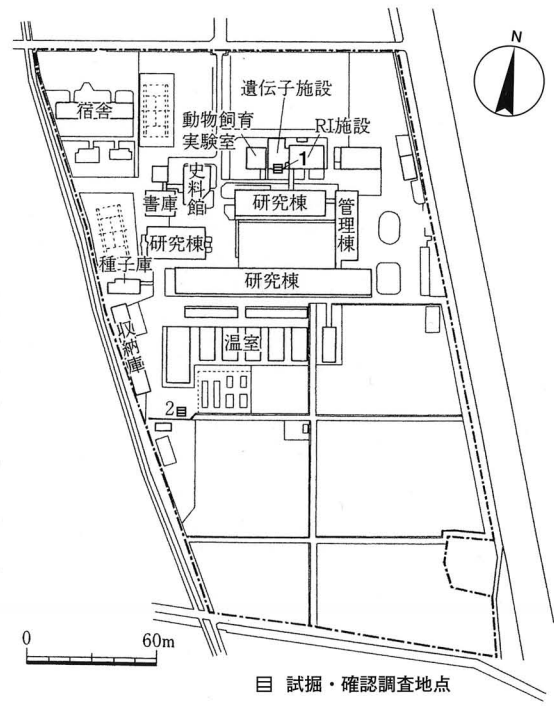 N
遺伝子施設
動物飼育
実験室
RI施設
1
宿舎
史料館
書庫
研究棟
管理棟
研究棟
種子庫
研究棟
収納庫
温室
2
0
60m
試掘・確認調査地点